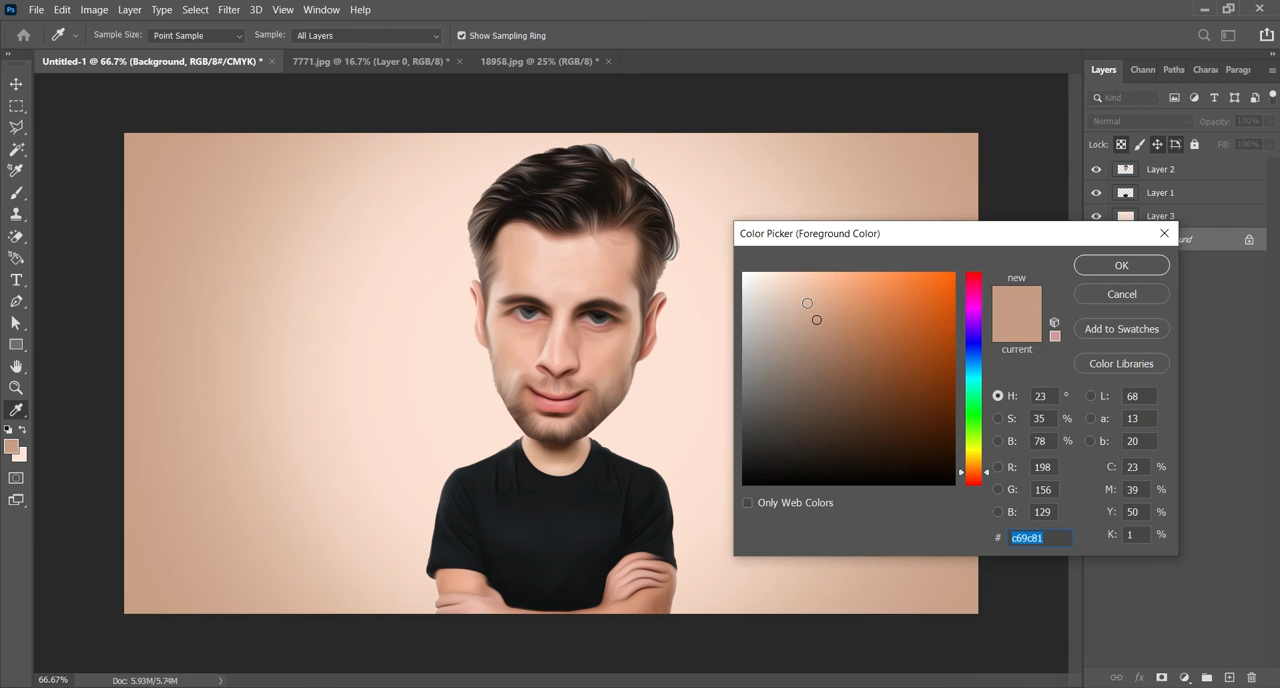 Ps File Edit Image Layer Type Select Filter 3D View Window Help
Sample Size: Point Sample Sample: All Layers Show Sampling Ring
Untitled-1 @ 66.7% (Background, RGB/8#/CMYK) * × 7771.jpg @ 16.7% (Layer 0, RGB/8) * × 18958.jpg @ 25% (RGB/8) * ×
Layers Chann Paths Charac Paragr
Kind
Normal Opacity: 100%
Lock: Fill: 100%
Layer 2
Layer 1
Layer 3
und
Color Picker (Foreground Color)
new
current
OK
Cancel
Add to Swatches
Color Libraries
H: 23 ° L: 68
S: 35 % a: 13
B: 78 % b: 20
R: 198 C: 23 %
G: 156 M: 39 %
B: 129 Y: 50 %
# c69c81 K: 1 %
Only Web Colors
66.67% Doc: 5.93M/5.74M